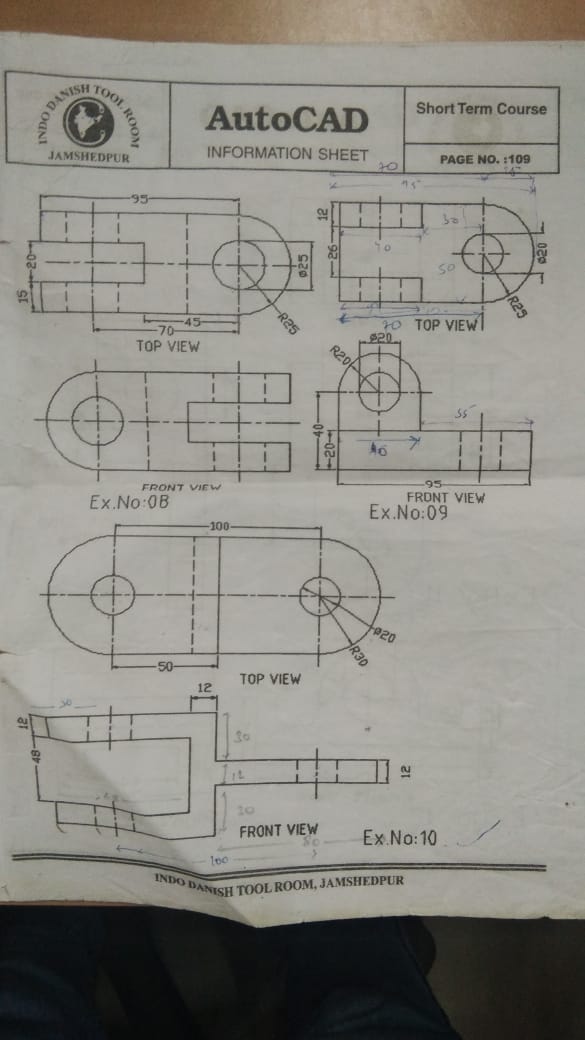 INDO DANISH TOOL ROOM
JAMSHEDPUR
AutoCAD
INFORMATION SHEET
Short Term Course
PAGE NO. :109
95
20
15
ø25
R25
45
70
TOP VIEW
70
12
26
30
40
50
ø20
R25
70
TOP VIEW
FRONT VIEW
Ex.No:08
ø20
R20
40
20
55
95
FRONT VIEW
Ex.No:09
100
50
ø20
R30
TOP VIEW
12
30
12
48
30
12
30
12
100
80
FRONT VIEW
Ex.No:10
INDO DANISH TOOL ROOM, JAMSHEDPUR